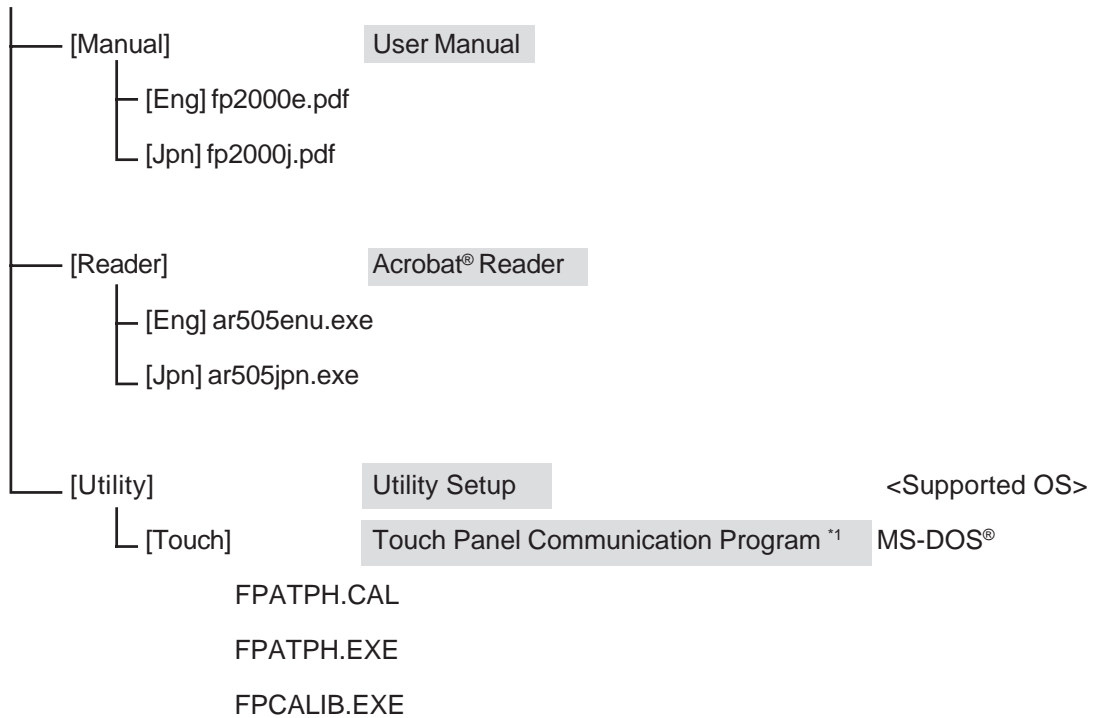 [Manual] User Manual
[Eng] fp2000e.pdf
[Jpn] fp2000j.pdf
[Reader] Acrobat® Reader
[Eng] ar505enu.exe
[Jpn] ar505jpn.exe
[Utility] Utility Setup <Supported OS>
[Touch] Touch Panel Communication Program *1 MS-DOS®
FPATPH.CAL
FPATPH.EXE
FPCALIB.EXE